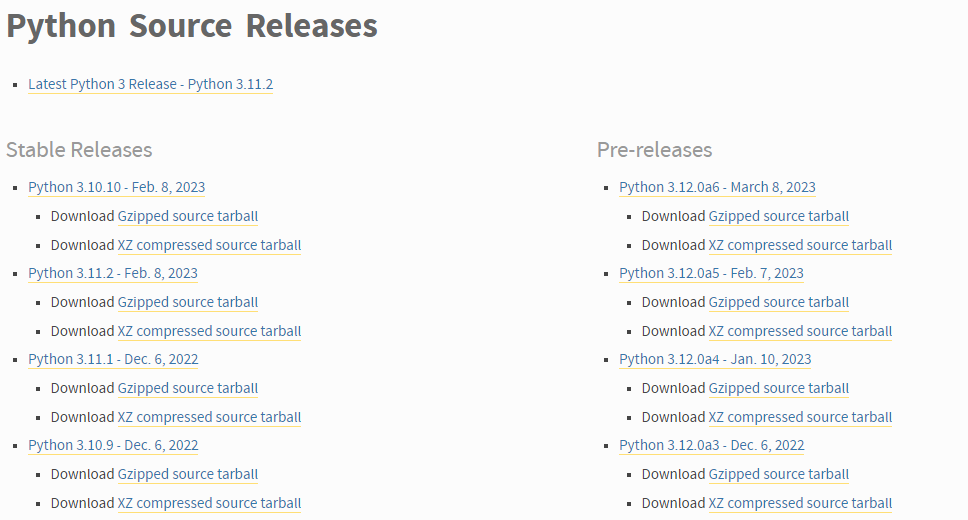 Python Source Releases
Latest Python 3 Release - Python 3.11.2
Stable Releases
Python 3.10.10 - Feb. 8, 2023
Download Gzipped source tarball
Download XZ compressed source tarball
Python 3.11.2 - Feb. 8, 2023
Download Gzipped source tarball
Download XZ compressed source tarball
Python 3.11.1 - Dec. 6, 2022
Download Gzipped source tarball
Download XZ compressed source tarball
Python 3.10.9 - Dec. 6, 2022
Download Gzipped source tarball
Download XZ compressed source tarball
Pre-releases
Python 3.12.0a6 - March 8, 2023
Download Gzipped source tarball
Download XZ compressed source tarball
Python 3.12.0a5 - Feb. 7, 2023
Download Gzipped source tarball
Download XZ compressed source tarball
Python 3.12.0a4 - Jan. 10, 2023
Download Gzipped source tarball
Download XZ compressed source tarball
Python 3.12.0a3 - Dec. 6, 2022
Download Gzipped source tarball
Download XZ compressed source tarball